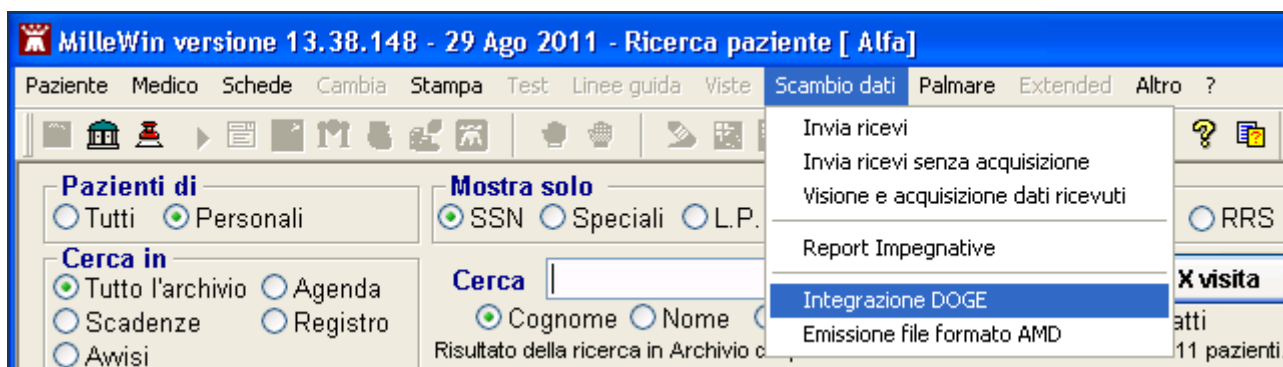 MilleWin versione 13.38.148 - 29 Ago 2011 - Ricerca paziente [ Alfa]
Paziente Medico Schede Cambia Stampa Test Linee guida Viste Scambio dati Palmare Extended Altro ?
Invia ricevi
Invia ricevi senza acquisizione
Visione e acquisizione dati ricevuti
Report Impegnative
Integrazione DOGE
Emissione file formato AMD
Pazienti di
Tutti Personali
Mostra solo
SSN Speciali L.P. RRS
Cerca in
Tutto l'archivio Agenda
Scadenze Registro
Avvisi
Cerca X visita
Cognome Nome atti
Risultato della ricerca in Archivio 11 pazienti